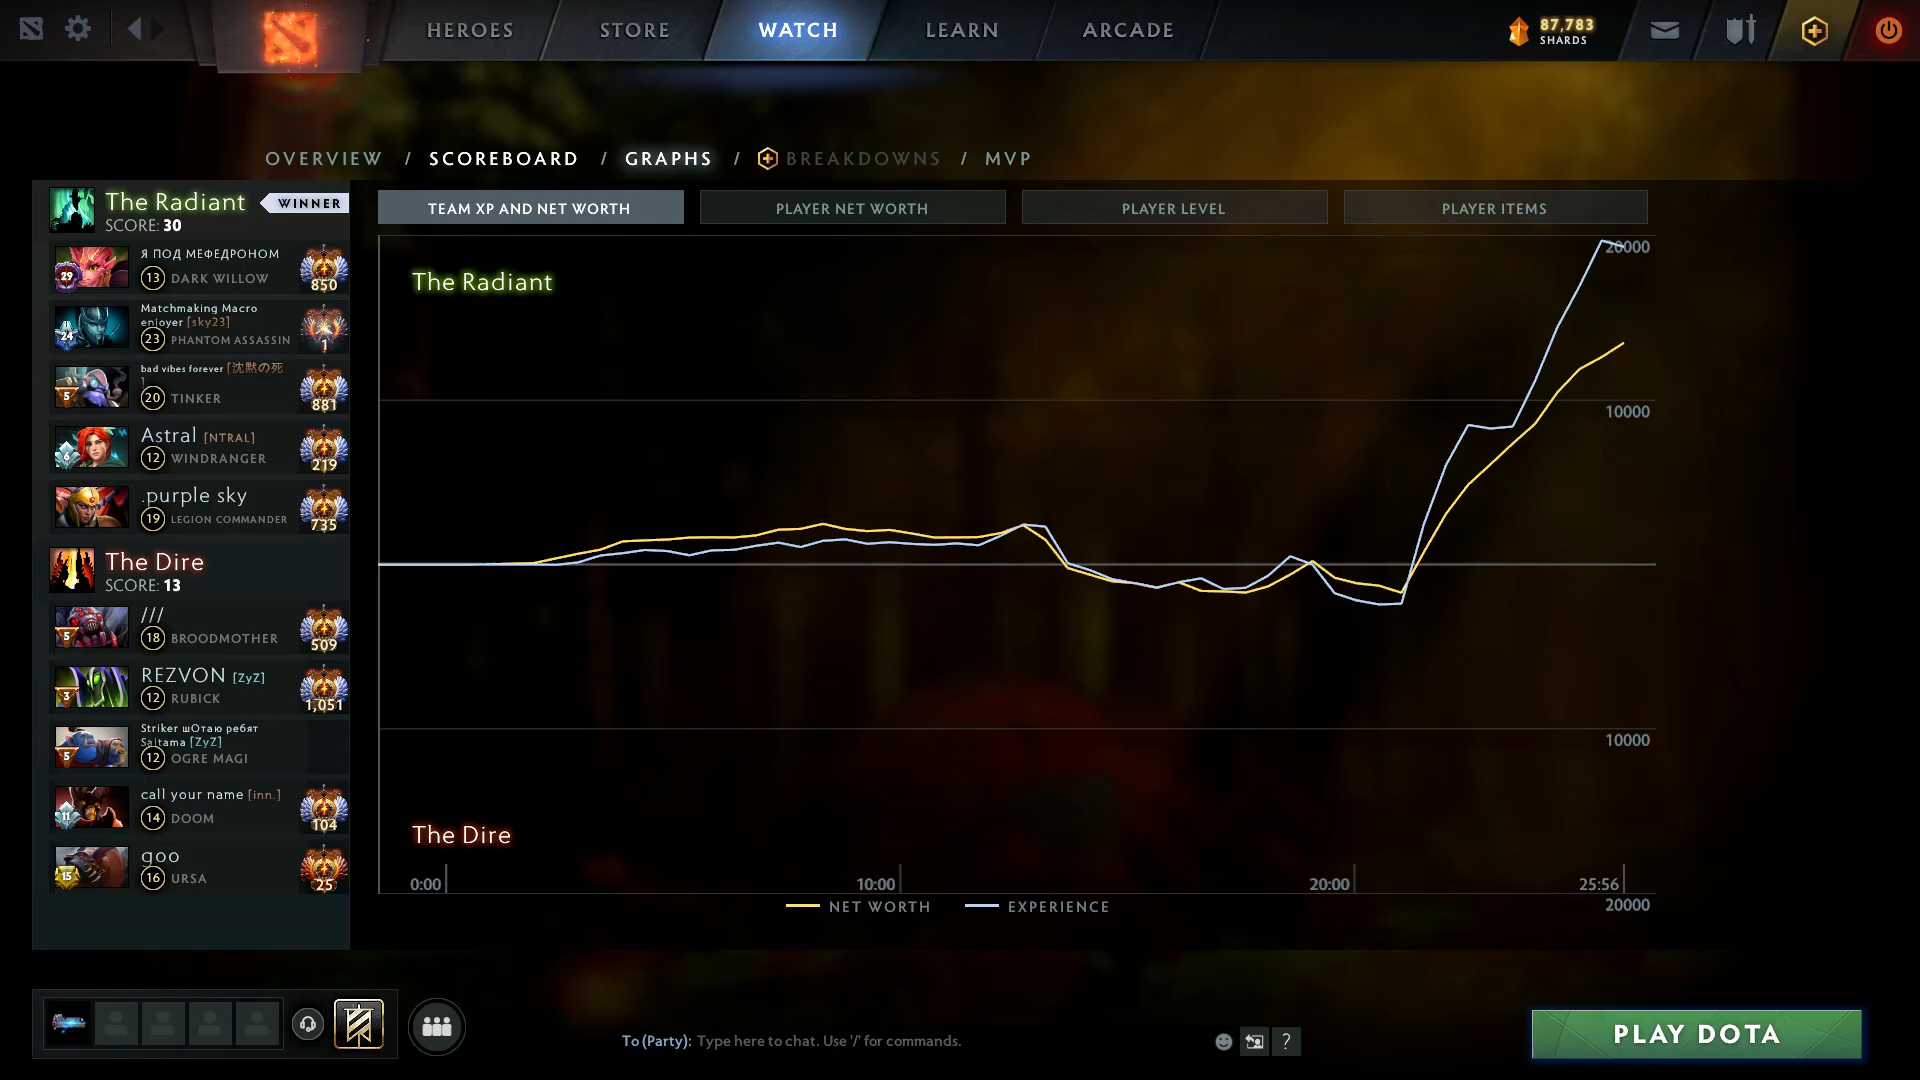 HEROES
STORE
WATCH
LEARN
ARCADE
87,783
SHARDS
OVERVIEW / SCOREBOARD / GRAPHS / BREAKDOWNS / MVP
The Radiant
WINNER
SCORE: 30
29
Я ПОД МЕФЕДРОНОМ
13 DARK WILLOW
850
24
Matchmaking Macro
enjoyer [sky23]
23 PHANTOM ASSASSIN
1
5
bad vibes forever [沈黙の死
]
20 TINKER
881
6
Astral [NTRAL]
12 WINDRANGER
219
.purple sky
19 LEGION COMMANDER
735
The Dire
SCORE: 13
5
///
18 BROODMOTHER
509
3
REZVON [ZyZ]
12 RUBICK
1,051
5
Striker шОтаю ребят
Saitama [ZyZ]
12 OGRE MAGI
11
call your name [inn.]
14 DOOM
104
15
goo
16 URSA
25
TEAM XP AND NET WORTH
PLAYER NET WORTH
PLAYER LEVEL
PLAYER ITEMS
The Radiant
20000
10000
10000
The Dire
0:00
10:00
20:00
25:56
20000
NET WORTH
EXPERIENCE
To (Party): Type here to chat. Use '/' for commands.
?
PLAY DOTA